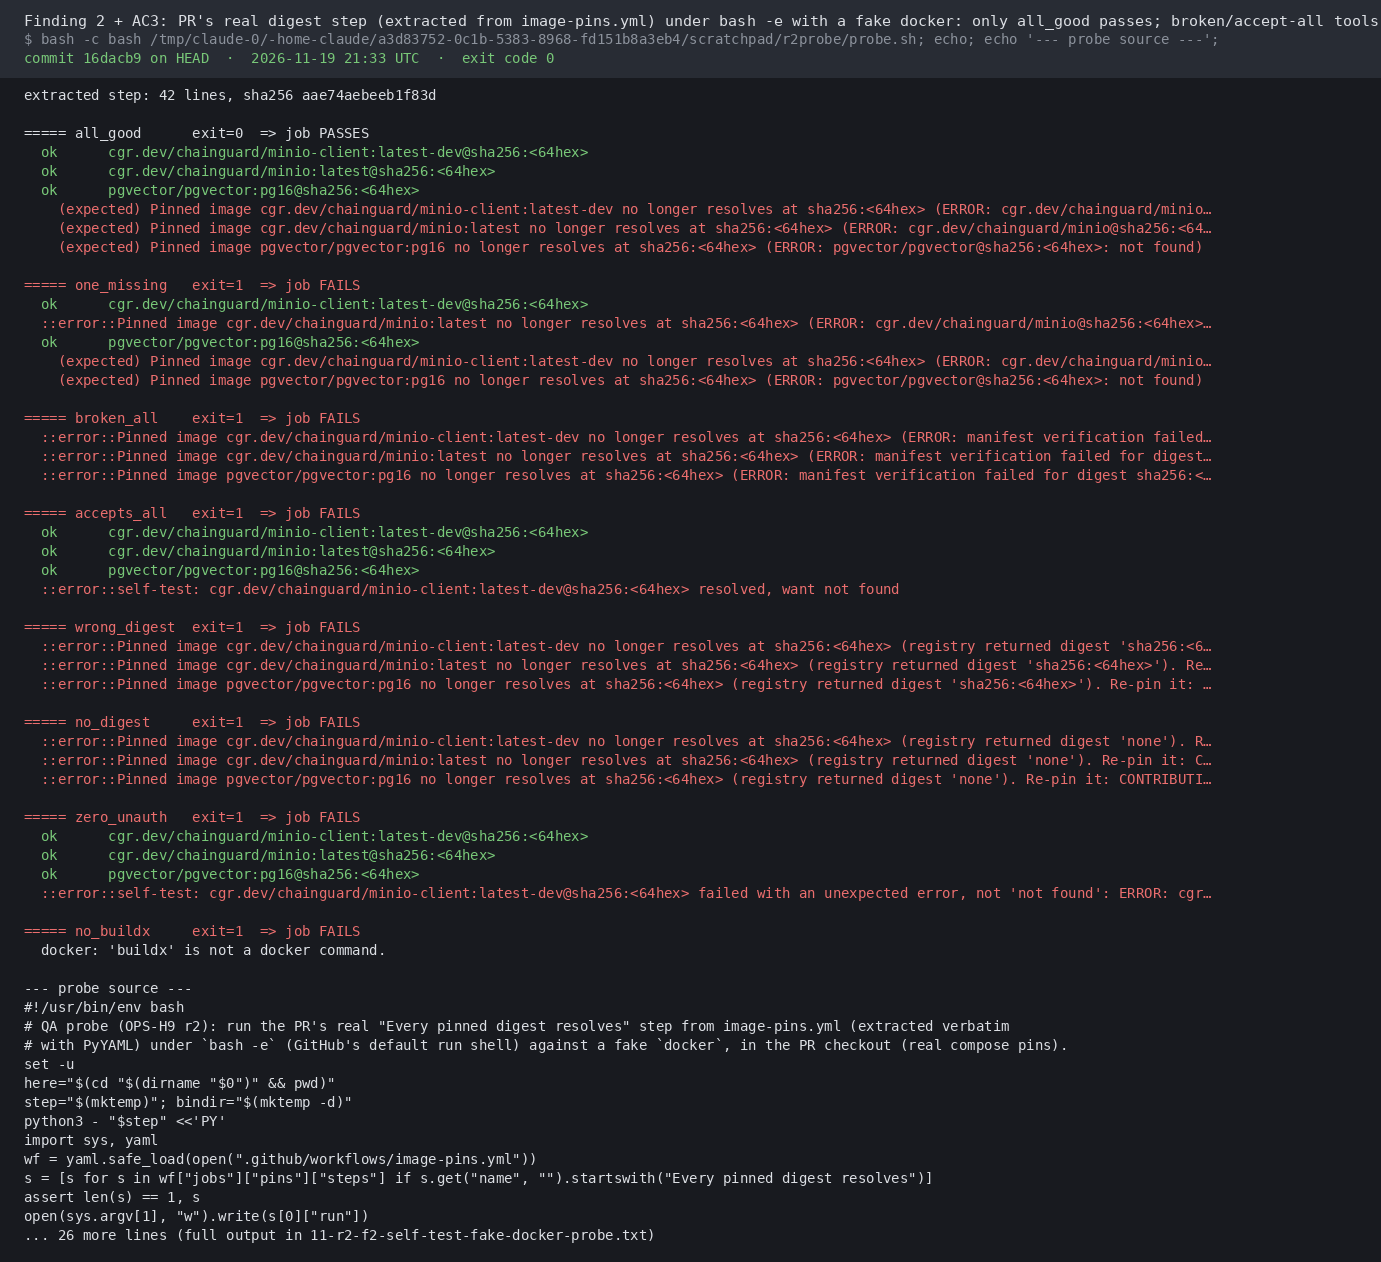 Finding 2 + AC3: PR's real digest step (extracted from image-pins.yml) under bash -e with a fake docker: only all_good passes; broken/accept-all tools
$ bash -c bash /tmp/claude-0/-home-claude/a3d83752-0c1b-5383-8968-fd151b8a3eb4/scratchpad/r2probe/probe.sh; echo; echo '--- probe source ---';
commit 16dacb9 on HEAD · 2026-11-19 21:33 UTC · exit code 0
extracted step: 42 lines, sha256 aae74aebeeb1f83d
===== all_good      exit=0  => job PASSES
  ok      cgr.dev/chainguard/minio-client:latest-dev@sha256:<64hex>
  ok      cgr.dev/chainguard/minio:latest@sha256:<64hex>
  ok      pgvector/pgvector:pg16@sha256:<64hex>
    (expected) Pinned image cgr.dev/chainguard/minio-client:latest-dev no longer resolves at sha256:<64hex> (ERROR: cgr.dev/chainguard/minio…
    (expected) Pinned image cgr.dev/chainguard/minio:latest no longer resolves at sha256:<64hex> (ERROR: cgr.dev/chainguard/minio@sha256:<64…
    (expected) Pinned image pgvector/pgvector:pg16 no longer resolves at sha256:<64hex> (ERROR: pgvector/pgvector@sha256:<64hex>: not found)
===== one_missing   exit=1  => job FAILS
  ok      cgr.dev/chainguard/minio-client:latest-dev@sha256:<64hex>
  ::error::Pinned image cgr.dev/chainguard/minio:latest no longer resolves at sha256:<64hex> (ERROR: cgr.dev/chainguard/minio@sha256:<64hex>…
  ok      pgvector/pgvector:pg16@sha256:<64hex>
    (expected) Pinned image cgr.dev/chainguard/minio-client:latest-dev no longer resolves at sha256:<64hex> (ERROR: cgr.dev/chainguard/minio…
    (expected) Pinned image pgvector/pgvector:pg16 no longer resolves at sha256:<64hex> (ERROR: pgvector/pgvector@sha256:<64hex>: not found)
===== broken_all    exit=1  => job FAILS
  ::error::Pinned image cgr.dev/chainguard/minio-client:latest-dev no longer resolves at sha256:<64hex> (ERROR: manifest verification failed…
  ::error::Pinned image cgr.dev/chainguard/minio:latest no longer resolves at sha256:<64hex> (ERROR: manifest verification failed for digest…
  ::error::Pinned image pgvector/pgvector:pg16 no longer resolves at sha256:<64hex> (ERROR: manifest verification failed for digest sha256:<…
===== accepts_all   exit=1  => job FAILS
  ok      cgr.dev/chainguard/minio-client:latest-dev@sha256:<64hex>
  ok      cgr.dev/chainguard/minio:latest@sha256:<64hex>
  ok      pgvector/pgvector:pg16@sha256:<64hex>
  ::error::self-test: cgr.dev/chainguard/minio-client:latest-dev@sha256:<64hex> resolved, want not found
===== wrong_digest  exit=1  => job FAILS
  ::error::Pinned image cgr.dev/chainguard/minio-client:latest-dev no longer resolves at sha256:<64hex> (registry returned digest 'sha256:<6…
  ::error::Pinned image cgr.dev/chainguard/minio:latest no longer resolves at sha256:<64hex> (registry returned digest 'sha256:<64hex>'). Re…
  ::error::Pinned image pgvector/pgvector:pg16 no longer resolves at sha256:<64hex> (registry returned digest 'sha256:<64hex>'). Re-pin it: …
===== no_digest     exit=1  => job FAILS
  ::error::Pinned image cgr.dev/chainguard/minio-client:latest-dev no longer resolves at sha256:<64hex> (registry returned digest 'none'). R…
  ::error::Pinned image cgr.dev/chainguard/minio:latest no longer resolves at sha256:<64hex> (registry returned digest 'none'). Re-pin it: C…
  ::error::Pinned image pgvector/pgvector:pg16 no longer resolves at sha256:<64hex> (registry returned digest 'none'). Re-pin it: CONTRIBUTI…
===== zero_unauth   exit=1  => job FAILS
  ok      cgr.dev/chainguard/minio-client:latest-dev@sha256:<64hex>
  ok      cgr.dev/chainguard/minio:latest@sha256:<64hex>
  ok      pgvector/pgvector:pg16@sha256:<64hex>
  ::error::self-test: cgr.dev/chainguard/minio-client:latest-dev@sha256:<64hex> failed with an unexpected error, not 'not found': ERROR: cgr…
===== no_buildx     exit=1  => job FAILS
  docker: 'buildx' is not a docker command.
--- probe source ---
#!/usr/bin/env bash
# QA probe (OPS-H9 r2): run the PR's real "Every pinned digest resolves" step from image-pins.yml (extracted verbatim
# with PyYAML) under `bash -e` (GitHub's default run shell) against a fake `docker`, in the PR checkout (real compose pins).
set -u
here="$(cd "$(dirname "$0")" && pwd)"
step="$(mktemp)"; bindir="$(mktemp -d)"
python3 - "$step" <<'PY'
import sys, yaml
wf = yaml.safe_load(open(".github/workflows/image-pins.yml"))
s = [s for s in wf["jobs"]["pins"]["steps"] if s.get("name", "").startswith("Every pinned digest resolves")]
assert len(s) == 1, s
open(sys.argv[1], "w").write(s[0]["run"])
... 26 more lines (full output in 11-r2-f2-self-test-fake-docker-probe.txt)